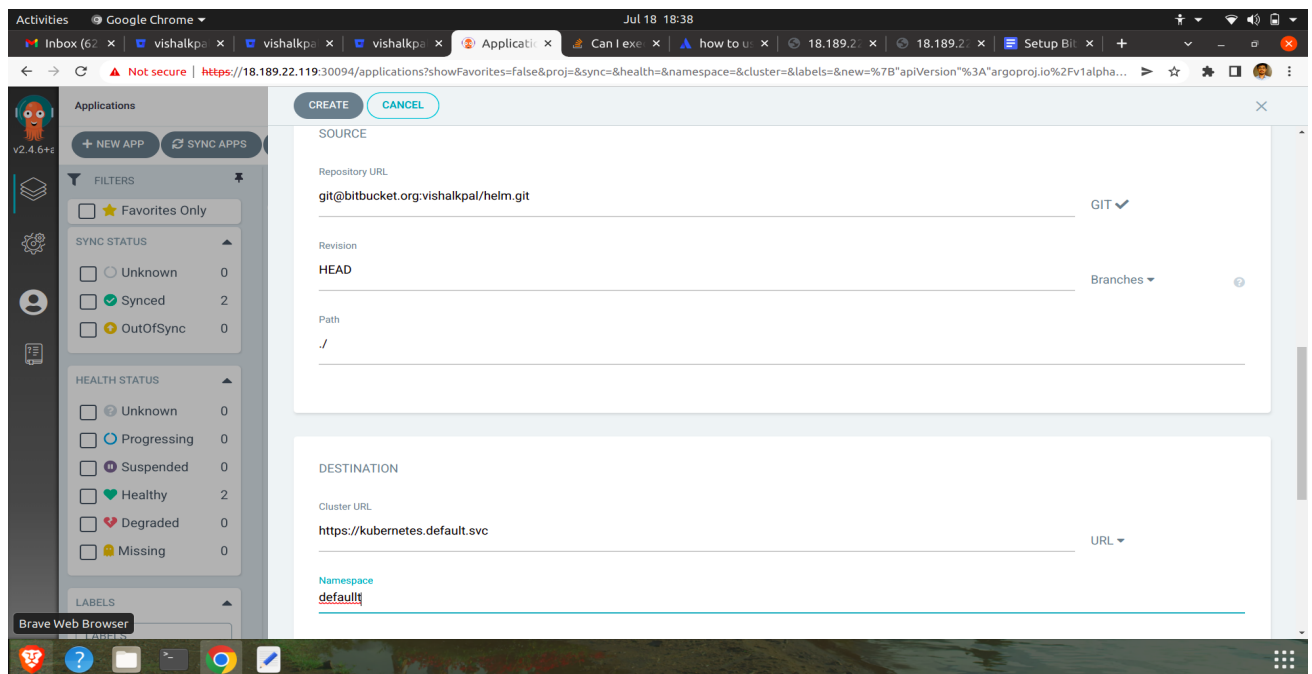 Activities Google Chrome Jul 18 18:38
Inbox (62 vishalkpa vishalkpa vishalkpa Applicatio Can I exe how to us 18.189.22 18.189.22 Setup Bit
Not secure | https://18.189.22.119:30094/applications?showFavorites=false&proj=&sync=&health=&namespace=&cluster=&labels=&new=%7B"apiVersion"%3A"argoproj.io%2Fv1alpha...
Applications
CREATE CANCEL
v2.4.6+a
+ NEW APP SYNC APPS
FILTERS
Favorites Only
SYNC STATUS
Unknown 0
Synced 2
OutOfSync 0
HEALTH STATUS
Unknown 0
Progressing 0
Suspended 0
Healthy 2
Degraded 0
Missing 0
LABELS
LABELS
SOURCE
Repository URL
git@bitbucket.org:vishalkpal/helm.git
GIT
Revision
HEAD
Branches
Path
./
DESTINATION
Cluster URL
https://kubernetes.default.svc
URL
Namespace
defaullt
Brave Web Browser